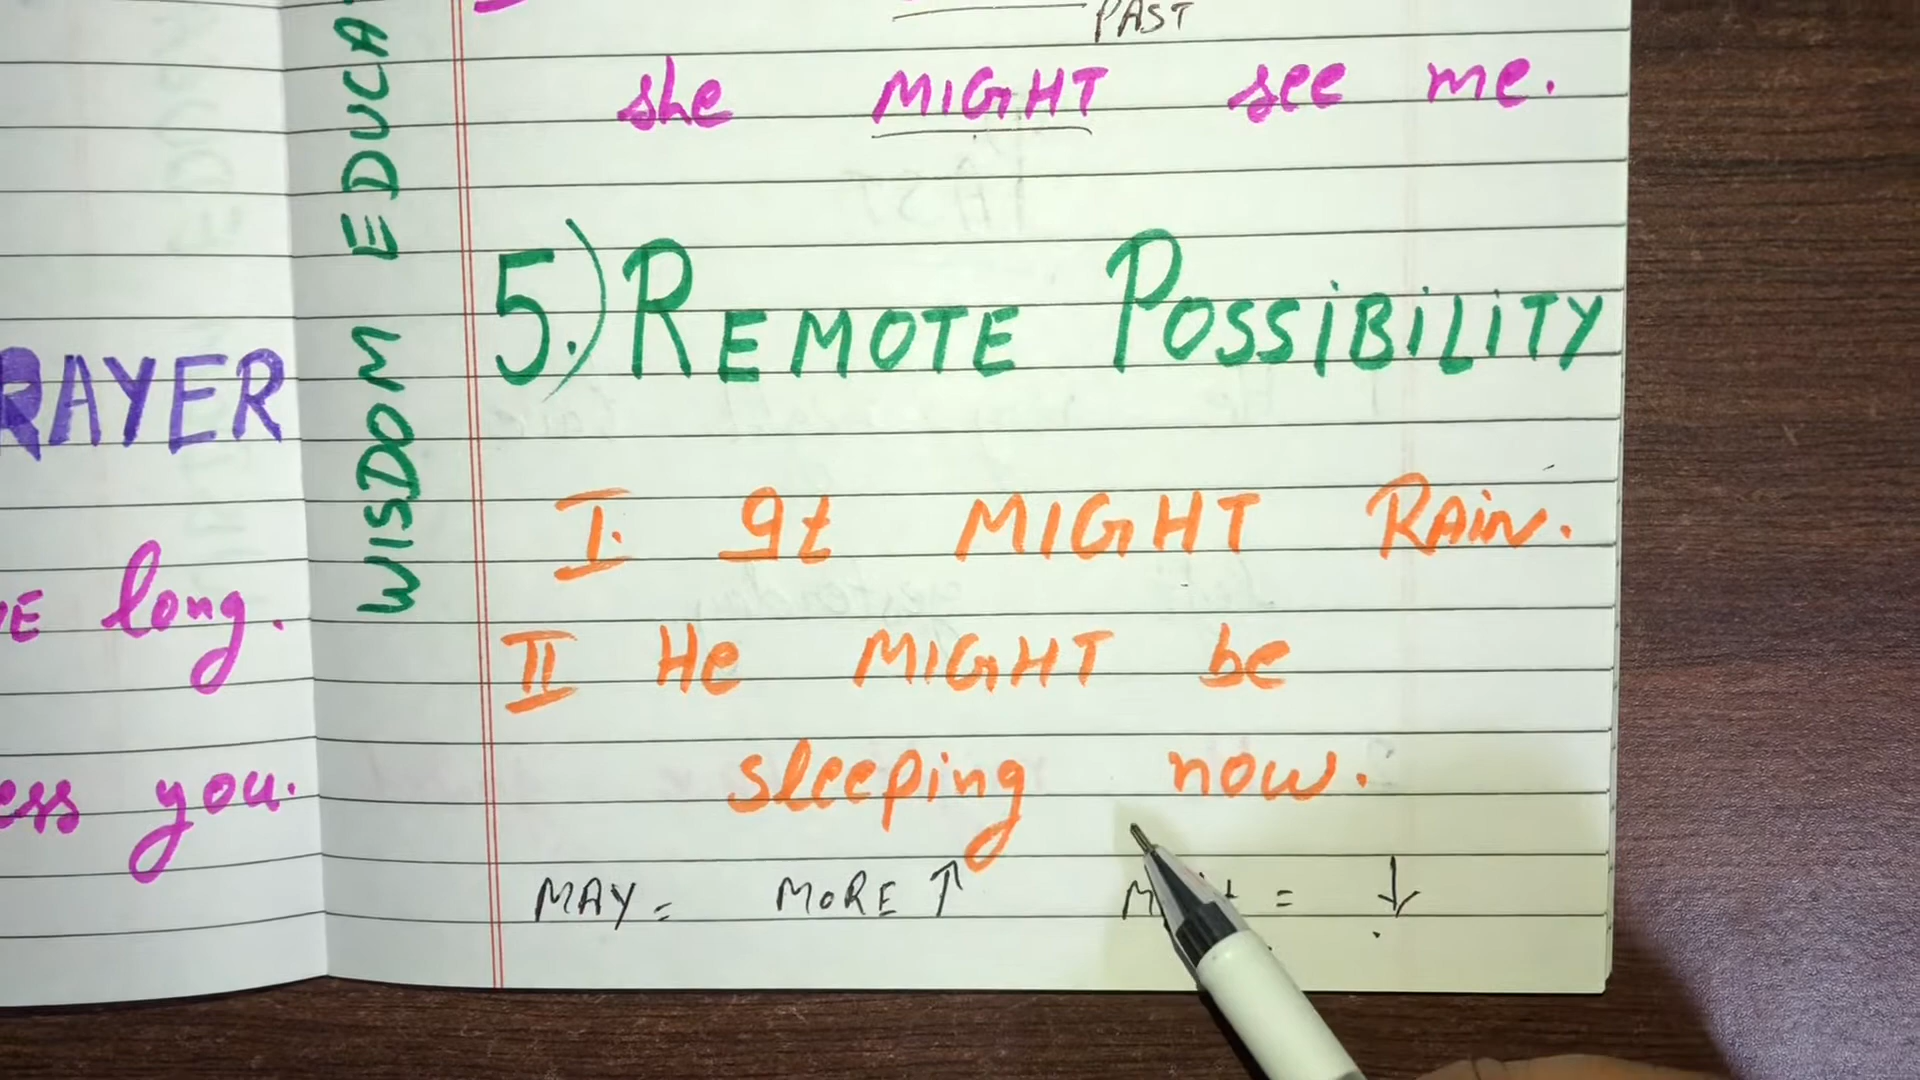 PAST
she MIGHT see me.
5.) REMOTE POSSIBILITY
I. It MIGHT RAIN.
II He MIGHT be
sleeping now.
MAY = MORE ↑ = ↓
WISDOM EDUCA
RAYER
long.
you.